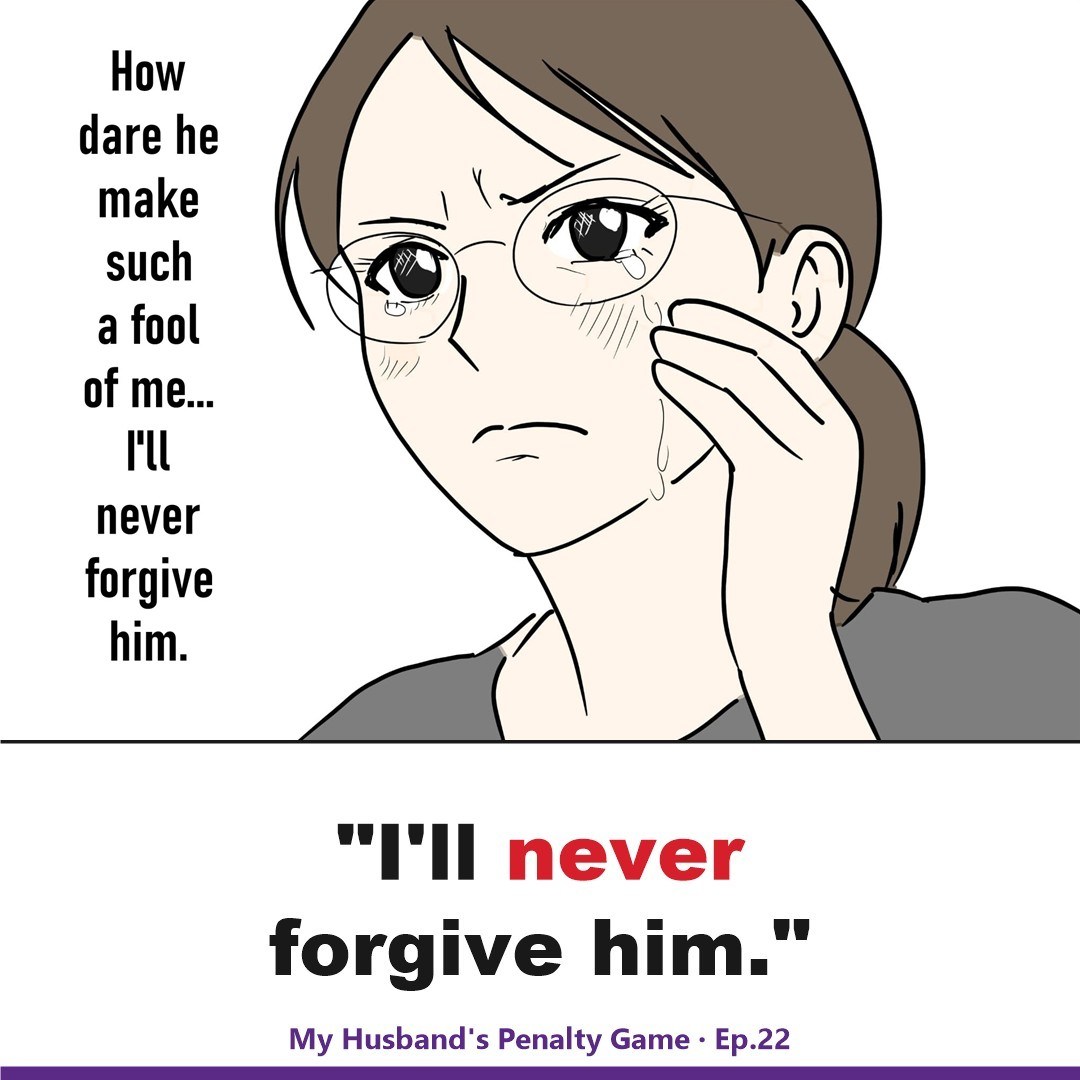 How
dare he
make
such
a fool
of me...
I'll
never
forgive
him.
"I'll never
forgive him."
My Husband's Penalty Game · Ep.22